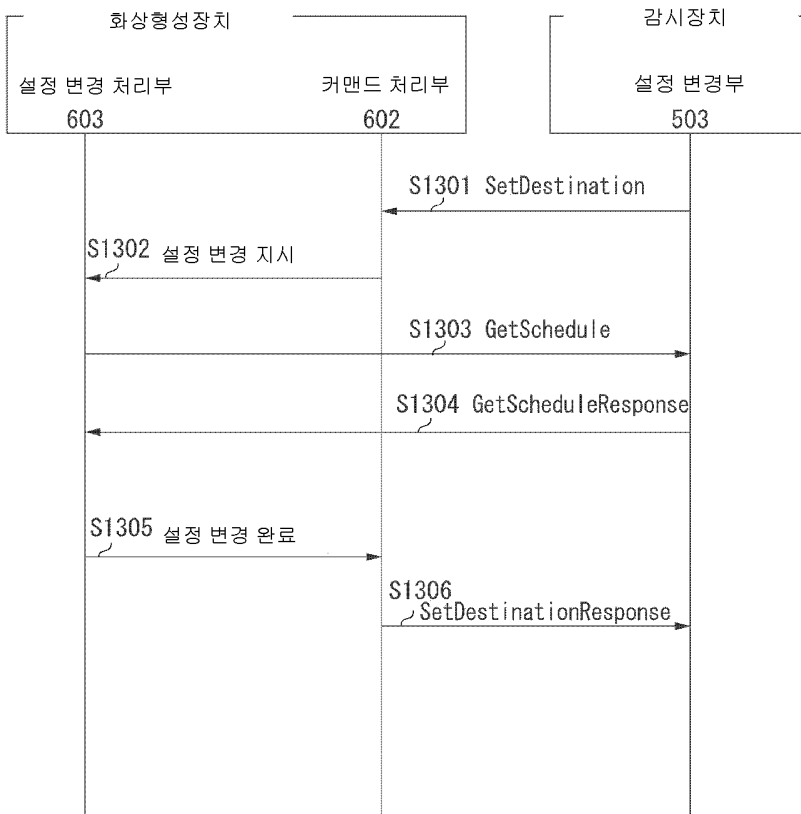 화상형성장치
감시장치
설정 변경 처리부
커맨드 처리부
설정 변경부
603
602
503
S1301 SetDestination
S1302 설정 변경 지시
S1303 GetSchedule
S1304 GetScheduleResponse
S1305 설정 변경 완료
S1306
SetDestinationResponse